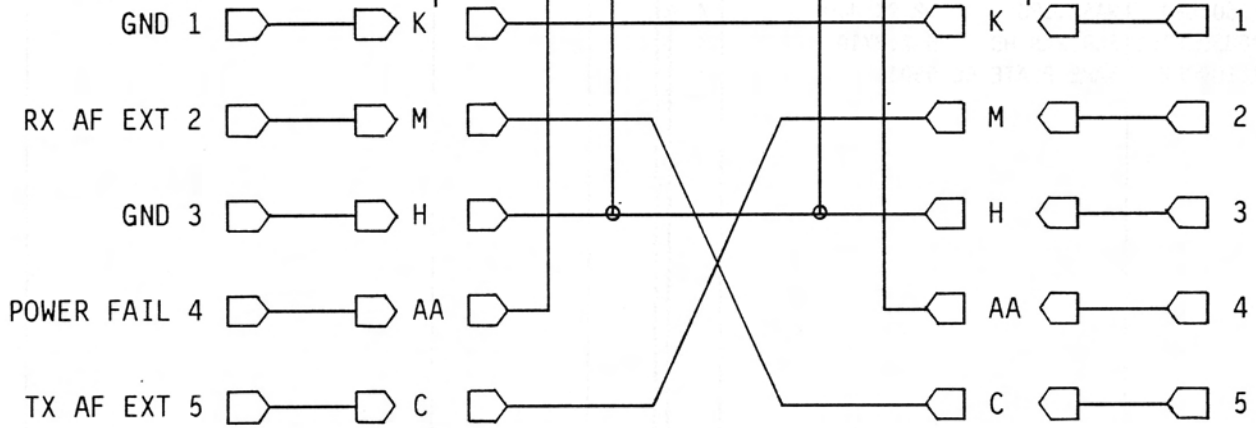 GND 1 K K 1
RX AF EXT 2 M M 2
GND 3 H H 3
POWER FAIL 4 AA AA 4
TX AF EXT 5 C C 5